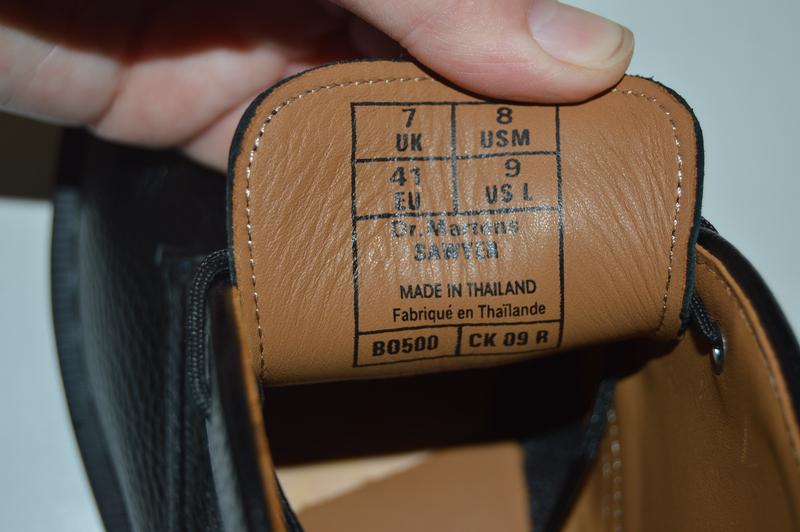 7 8
UK USM
41 9
EU US L
Dr.Martens
SAWYER
MADE IN THAILAND
Fabriqué en Thaïlande
BO500 CK 09 R